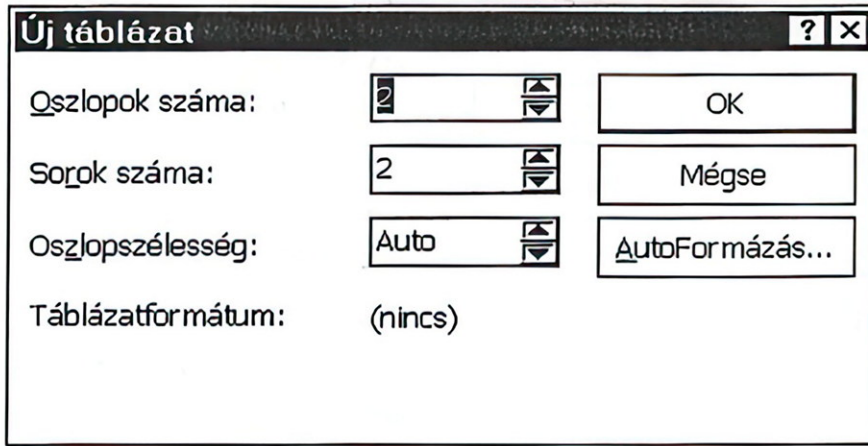 Új táblázat ? ×
Oszlopok száma: 2 OK
Sorok száma: 2 Mégse
Oszlopszélesség: Auto AutoFormázás...
Táblázatformátum: (nincs)